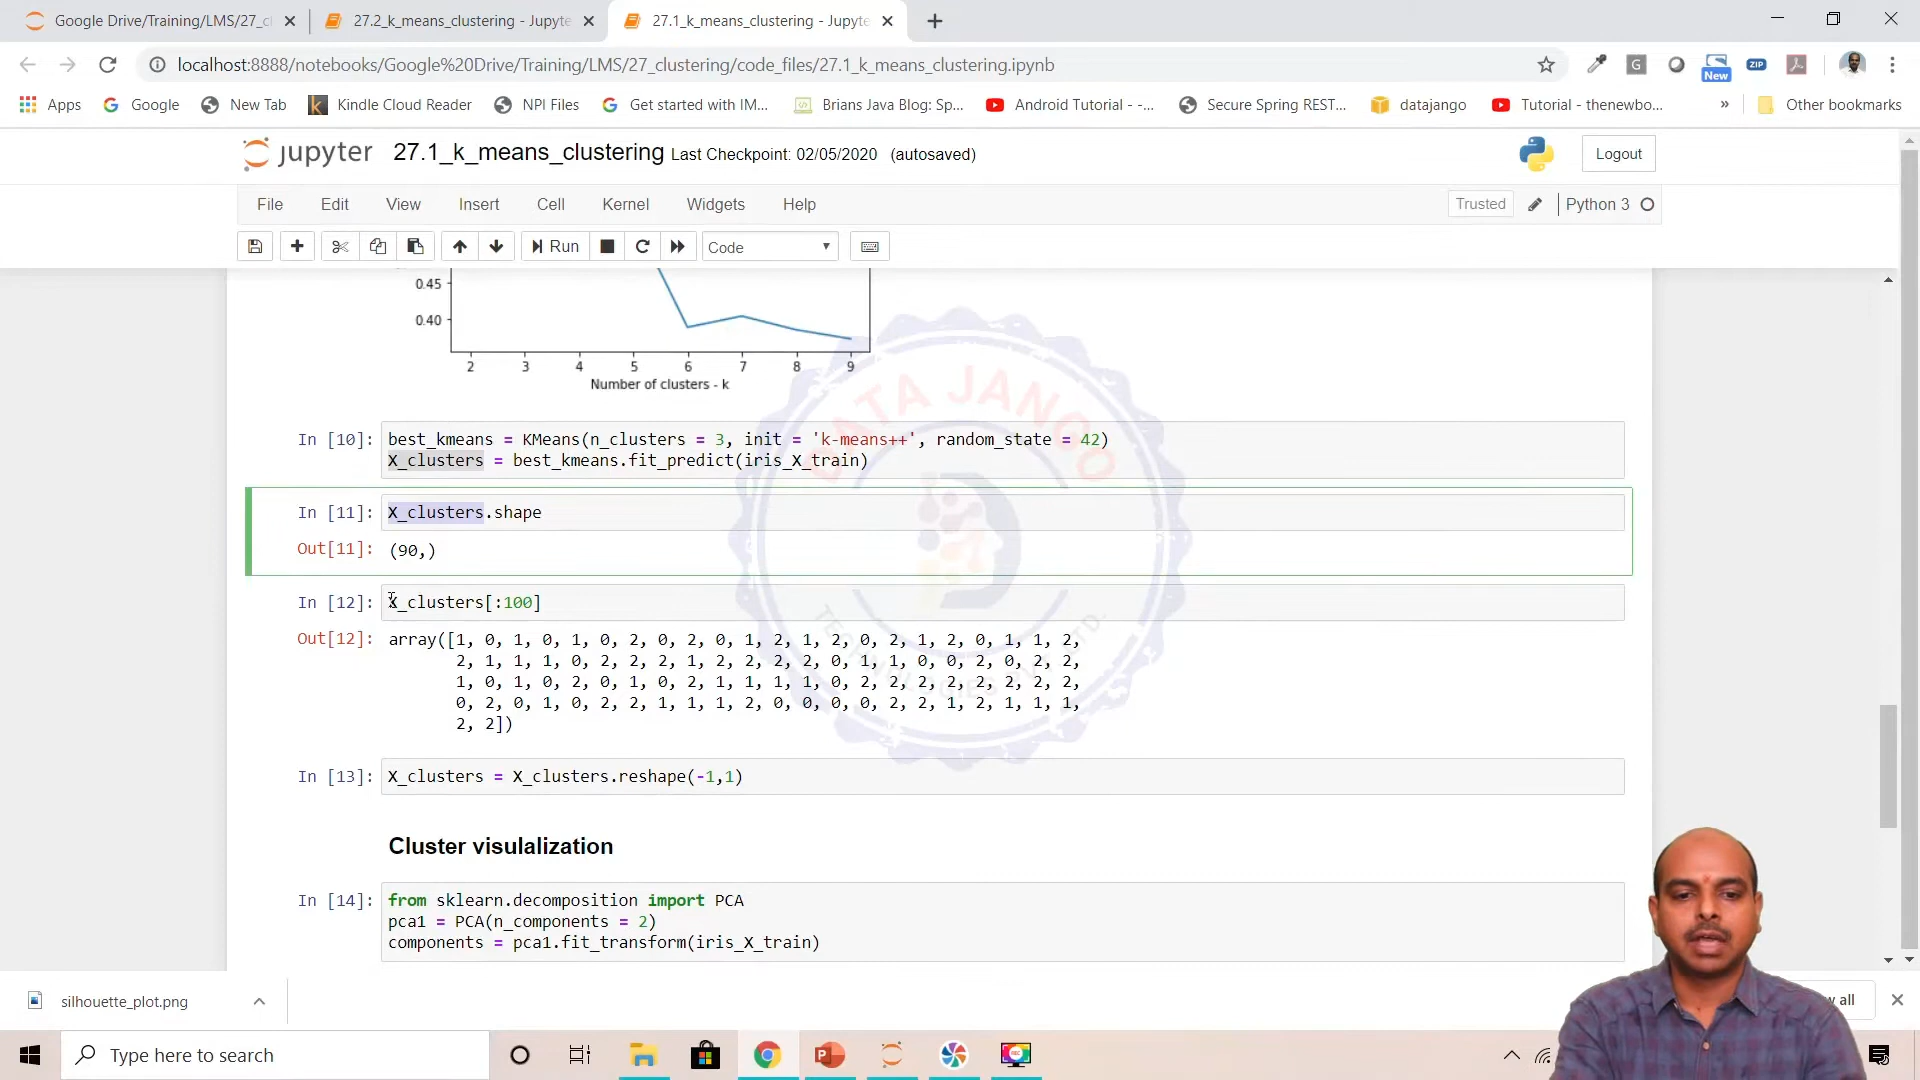 Google Drive/Training/LMS/27_cl
27.2_k_means_clustering - Jupyte
27.1_k_means_clustering - Jupyte
localhost:8888/notebooks/Google%20Drive/Training/LMS/27_clustering/code_files/27.1_k_means_clustering.ipynb
G
New
ZIP
Apps
Google
New Tab
Kindle Cloud Reader
NPI Files
Get started with IM...
Brians Java Blog: Sp...
Android Tutorial - -...
Secure Spring REST...
datajango
Tutorial - thenewbo...
»
Other bookmarks
jupyter
27.1_k_means_clustering Last Checkpoint: 02/05/2020 (autosaved)
Logout
File Edit View Insert Cell Kernel Widgets Help
Trusted
Python 3
Run
Code
0.45
0.40
2 3 4 5 6 7 8 9
Number of clusters - k
In [10]: best_kmeans = KMeans(n_clusters = 3, init = 'k-means++', random_state = 42)
X_clusters = best_kmeans.fit_predict(iris_X_train)
In [11]: X_clusters.shape
Out[11]: (90,)
In [12]: X_clusters[:100]
Out[12]: array([1, 0, 1, 0, 1, 0, 2, 0, 2, 0, 1, 2, 1, 2, 0, 2, 1, 2, 0, 1, 1, 2,
2, 1, 1, 1, 0, 2, 2, 2, 1, 2, 2, 2, 2, 0, 1, 1, 0, 0, 2, 0, 2, 2,
1, 0, 1, 0, 2, 0, 1, 0, 2, 1, 1, 1, 1, 0, 2, 2, 2, 2, 2, 2, 2, 2,
0, 2, 0, 1, 0, 2, 2, 1, 1, 1, 2, 0, 0, 0, 0, 2, 2, 1, 2, 1, 1, 1,
2, 2])
In [13]: X_clusters = X_clusters.reshape(-1,1)
Cluster visulalization
In [14]: from sklearn.decomposition import PCA
pca1 = PCA(n_components = 2)
components = pca1.fit_transform(iris_X_train)
DATA JANGO
TECHNOLOGIES PVT. LTD.
silhouette_plot.png
all
Type here to search